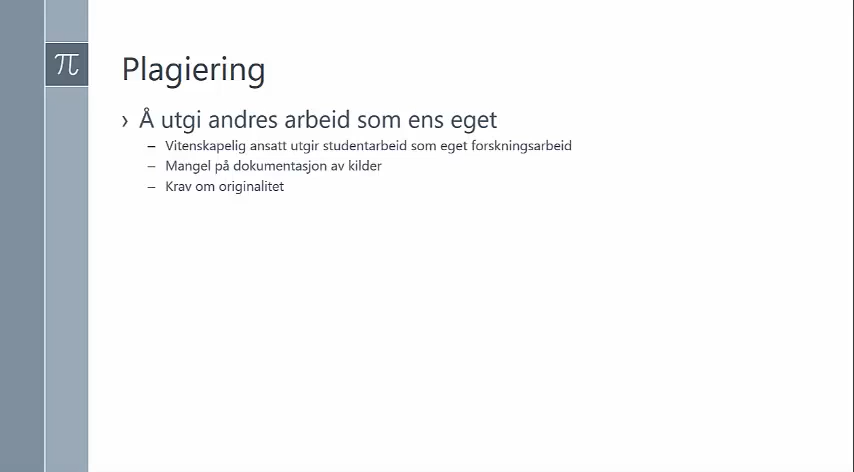 π
Plagiering
› Å utgi andres arbeid som ens eget
– Vitenskapelig ansatt utgir studentarbeid som eget forskningsarbeid
– Mangel på dokumentasjon av kilder
– Krav om originalitet